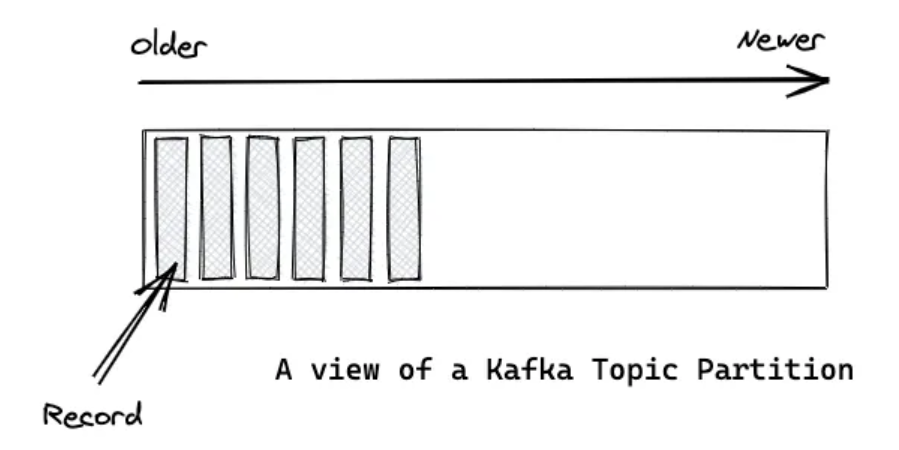 Older
Newer
A view of a Kafka Topic Partition
Record